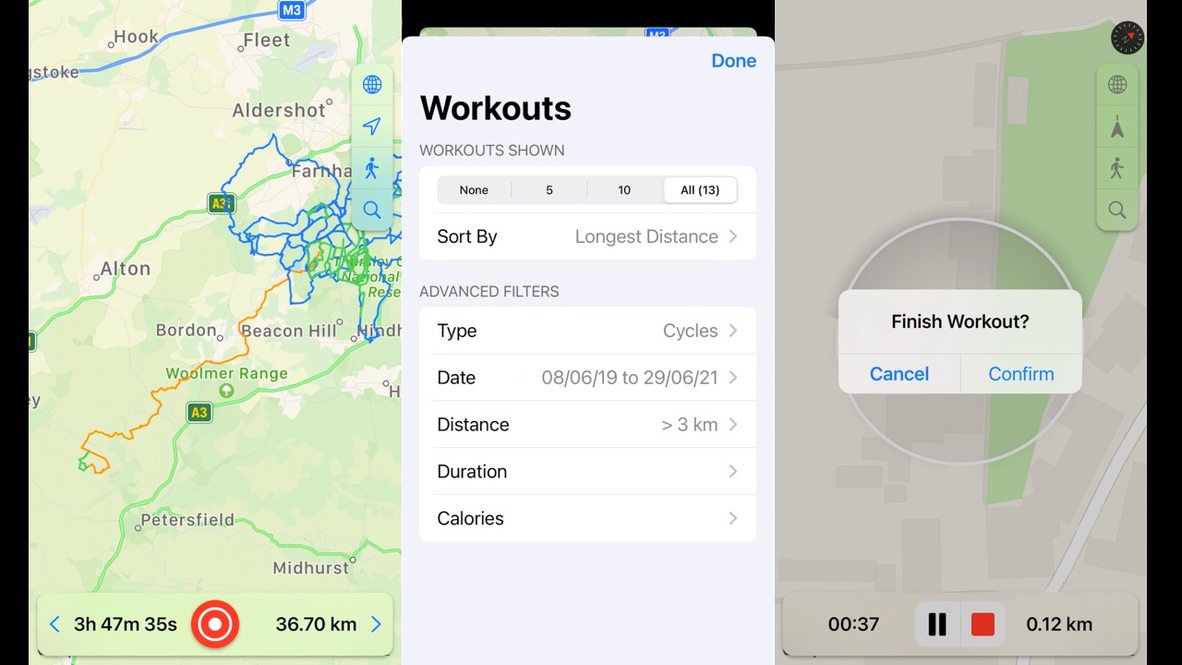 M3
Hook
Fleet
gstoke
Aldershot
Farnha
A31
Alton
National
Rese
Bordon
Beacon Hill
Hindh
Woolmer Range
H
ey
A3
Petersfield
Midhurst
3h 47m 35s
36.70 km
M3
Done
Workouts
WORKOUTS SHOWN
None 5 10 All (13)
Sort By Longest Distance
ADVANCED FILTERS
Type Cycles
Date 08/06/19 to 29/06/21
Distance > 3 km
Duration
Calories
Finish Workout?
Cancel Confirm
00:37
0.12 km